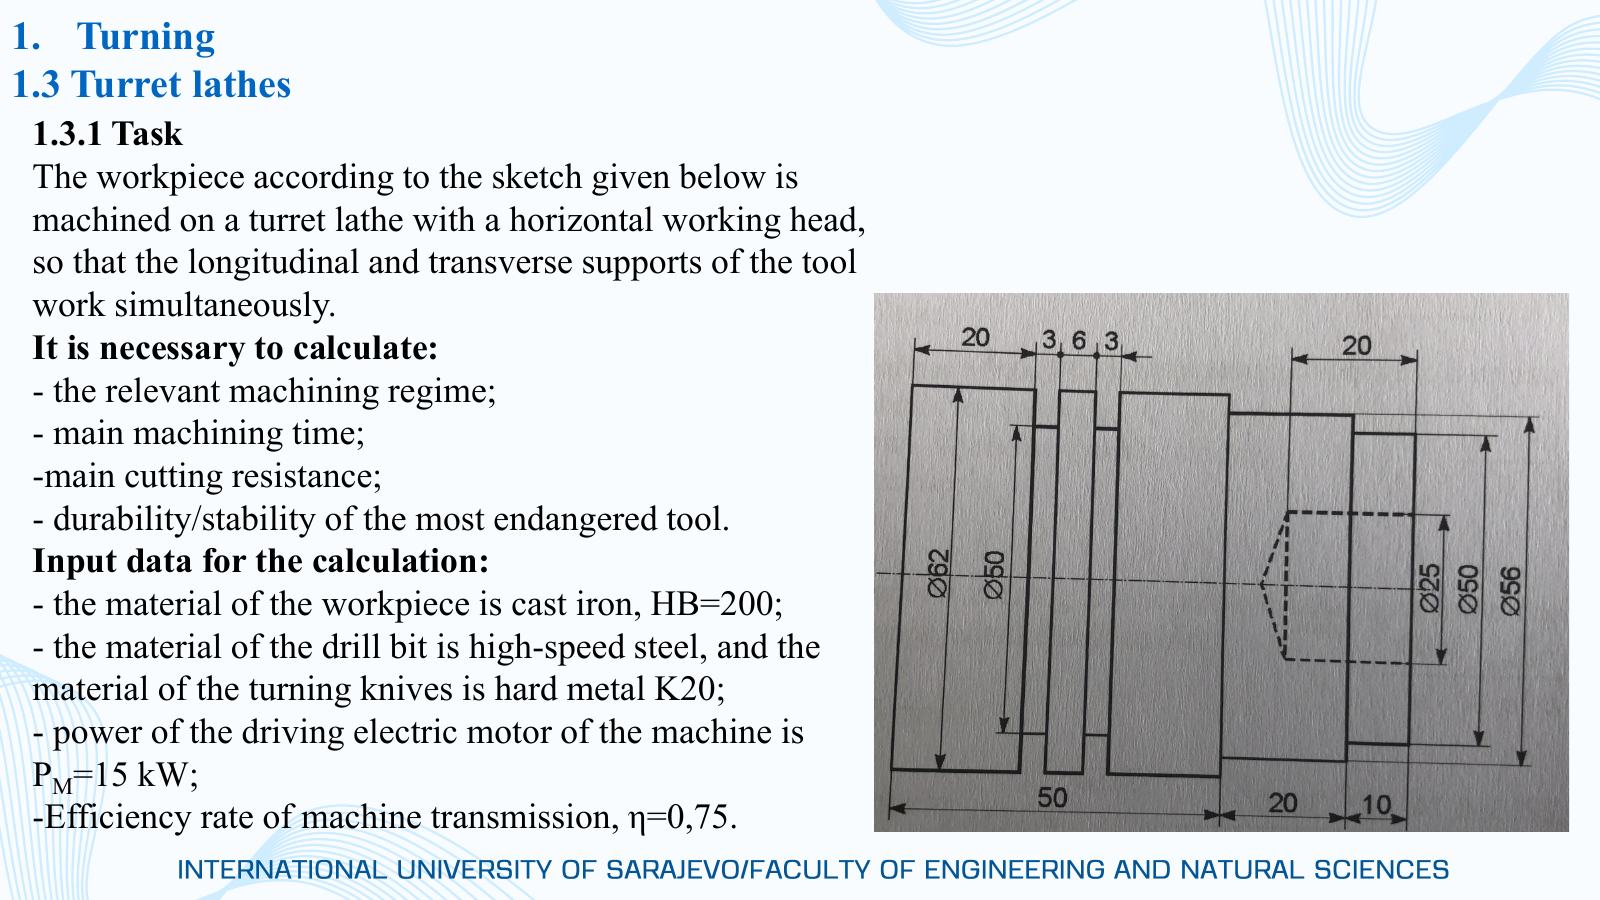 1. Turning
1.3 Turret lathes
1.3.1 Task
The workpiece according to the sketch given below is
machined on a turret lathe with a horizontal working head,
so that the longitudinal and transverse supports of the tool
work simultaneously.
It is necessary to calculate:
- the relevant machining regime;
- main machining time;
-main cutting resistance;
- durability/stability of the most endangered tool.
Input data for the calculation:
- the material of the workpiece is cast iron, HB=200;
- the material of the drill bit is high-speed steel, and the
material of the turning knives is hard metal K20;
- power of the driving electric motor of the machine is
PM=15 kW;
-Efficiency rate of machine transmission, η=0,75.
20 3 6 3 20
Ø62 Ø50 Ø25 Ø50 Ø56
50 20 10
INTERNATIONAL UNIVERSITY OF SARAJEVO/FACULTY OF ENGINEERING AND NATURAL SCIENCES